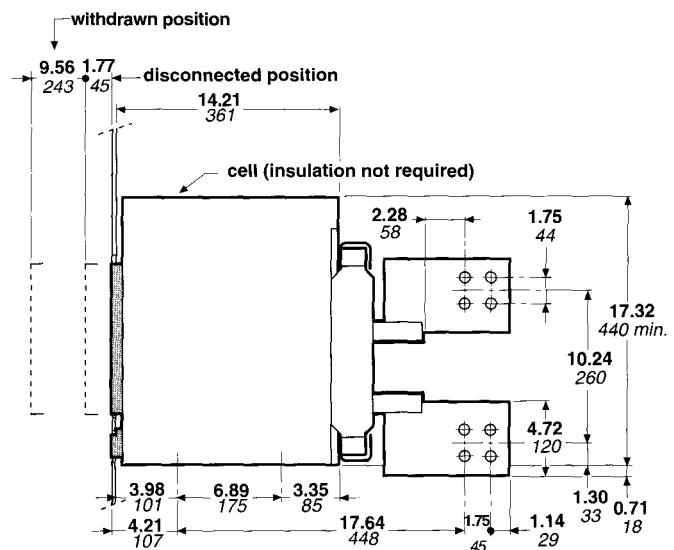 withdrawn position
9.56 1.77
243 45
disconnected position
14.21
361
cell (insulation not required)
2.28
58
1.75
44
17.32
440 min.
10.24
260
4.72
120
3.98 6.89 3.35
101 175 85
1.30
33
0.71
18
4.21 17.64 1.75 1.14
107 448 45 29